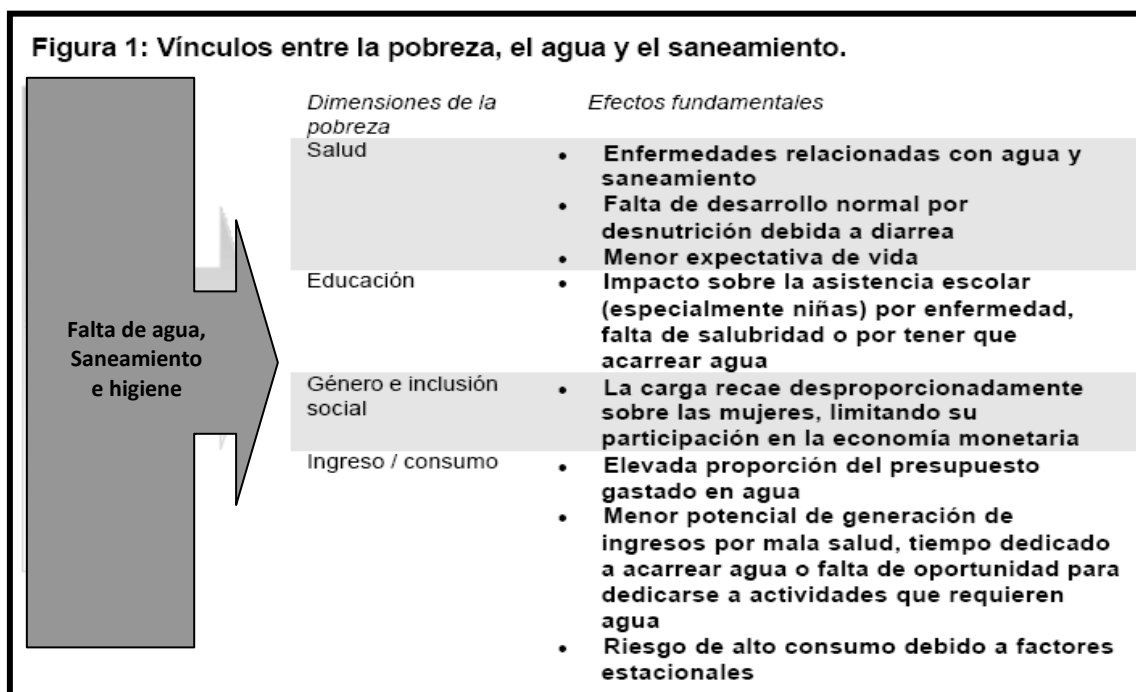 Figura 1: Vínculos entre la pobreza, el agua y el saneamiento.
Falta de agua,
Saneamiento
e higiene
Dimensiones de la
pobreza
Efectos fundamentales
Salud
• Enfermedades relacionadas con agua y
saneamiento
• Falta de desarrollo normal por
desnutrición debida a diarrea
• Menor expectativa de vida
Educación
• Impacto sobre la asistencia escolar
(especialmente niñas) por enfermedad,
falta de salubridad o por tener que
acarrear agua
Género e inclusión
social
• La carga recae desproporcionadamente
sobre las mujeres, limitando su
participación en la economía monetaria
Ingreso / consumo
• Elevada proporción del presupuesto
gastado en agua
• Menor potencial de generación de
ingresos por mala salud, tiempo dedicado
a acarrear agua o falta de oportunidad para
dedicarse a actividades que requieren
agua
• Riesgo de alto consumo debido a factores
estacionales